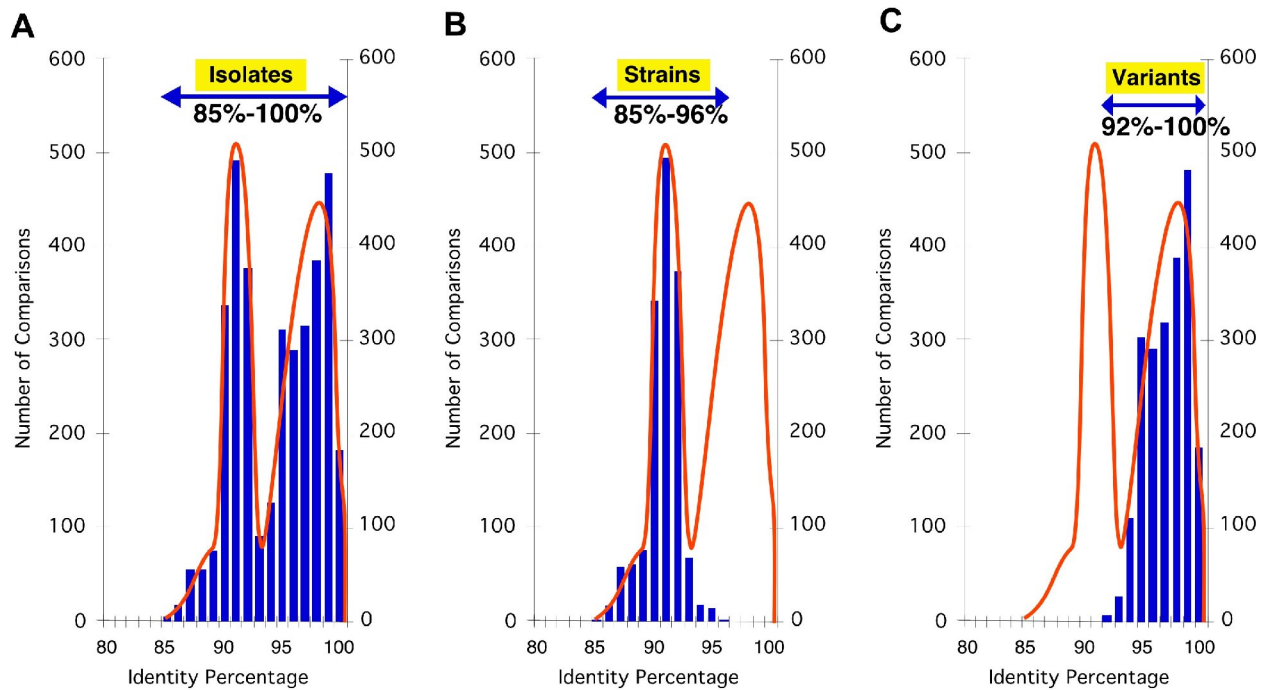 A
Isolates
85%-100%
600 600
500 500
400 400
300 300
200 200
100 100
0 0
80 85 90 95 100
Number of Comparisons
Identity Percentage
B
Strains
85%-96%
600 600
500 500
400 400
300 300
200 200
100 100
0 0
80 85 90 95 100
Number of Comparisons
Identity Percentage
C
Variants
92%-100%
600 600
500 500
400 400
300 300
200 200
100 100
0 0
80 85 90 95 100
Number of Comparisons
Identity Percentage